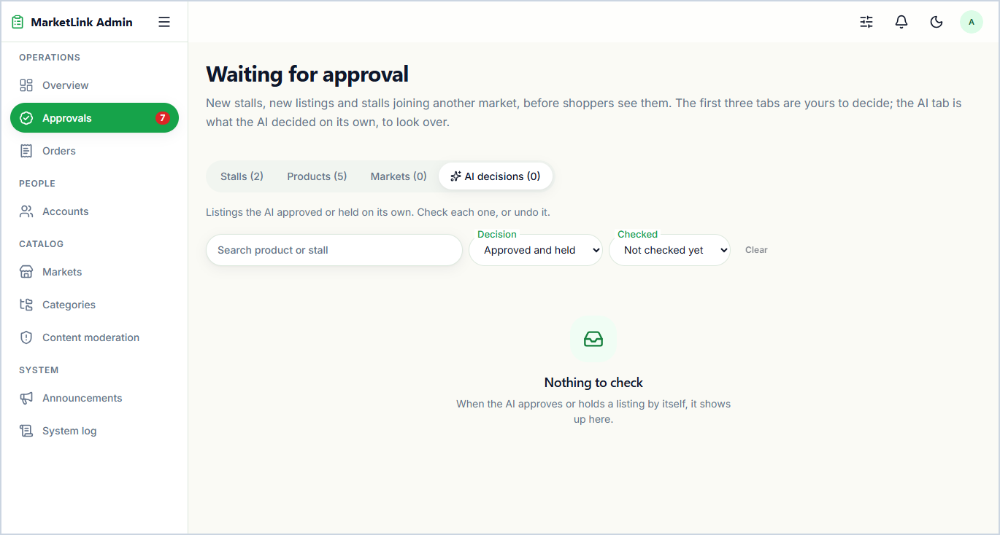 MarketLink Admin
A
OPERATIONS
Overview
Approvals 7
Orders
PEOPLE
Accounts
CATALOG
Markets
Categories
Content moderation
SYSTEM
Announcements
System log
Waiting for approval
New stalls, new listings and stalls joining another market, before shoppers see them. The first three tabs are yours to decide; the AI tab is
what the AI decided on its own, to look over.
Stalls (2) Products (5) Markets (0) AI decisions (0)
Listings the AI approved or held on its own. Check each one, or undo it.
Decision Checked
Search product or stall Approved and held Not checked yet Clear
Nothing to check
When the AI approves or holds a listing by itself, it shows
up here.